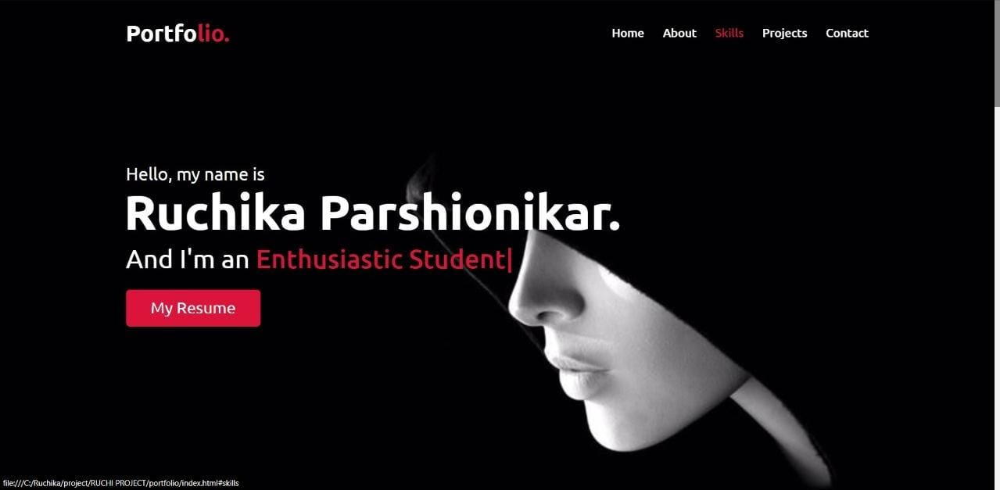 Portfolio.
Home About Skills Projects Contact
Hello, my name is
Ruchika Parshionikar.
And I'm an Enthusiastic Student|
My Resume
file:///C:/Ruchika/project/RUCHI PROJECT/portfolio/index.html#skills